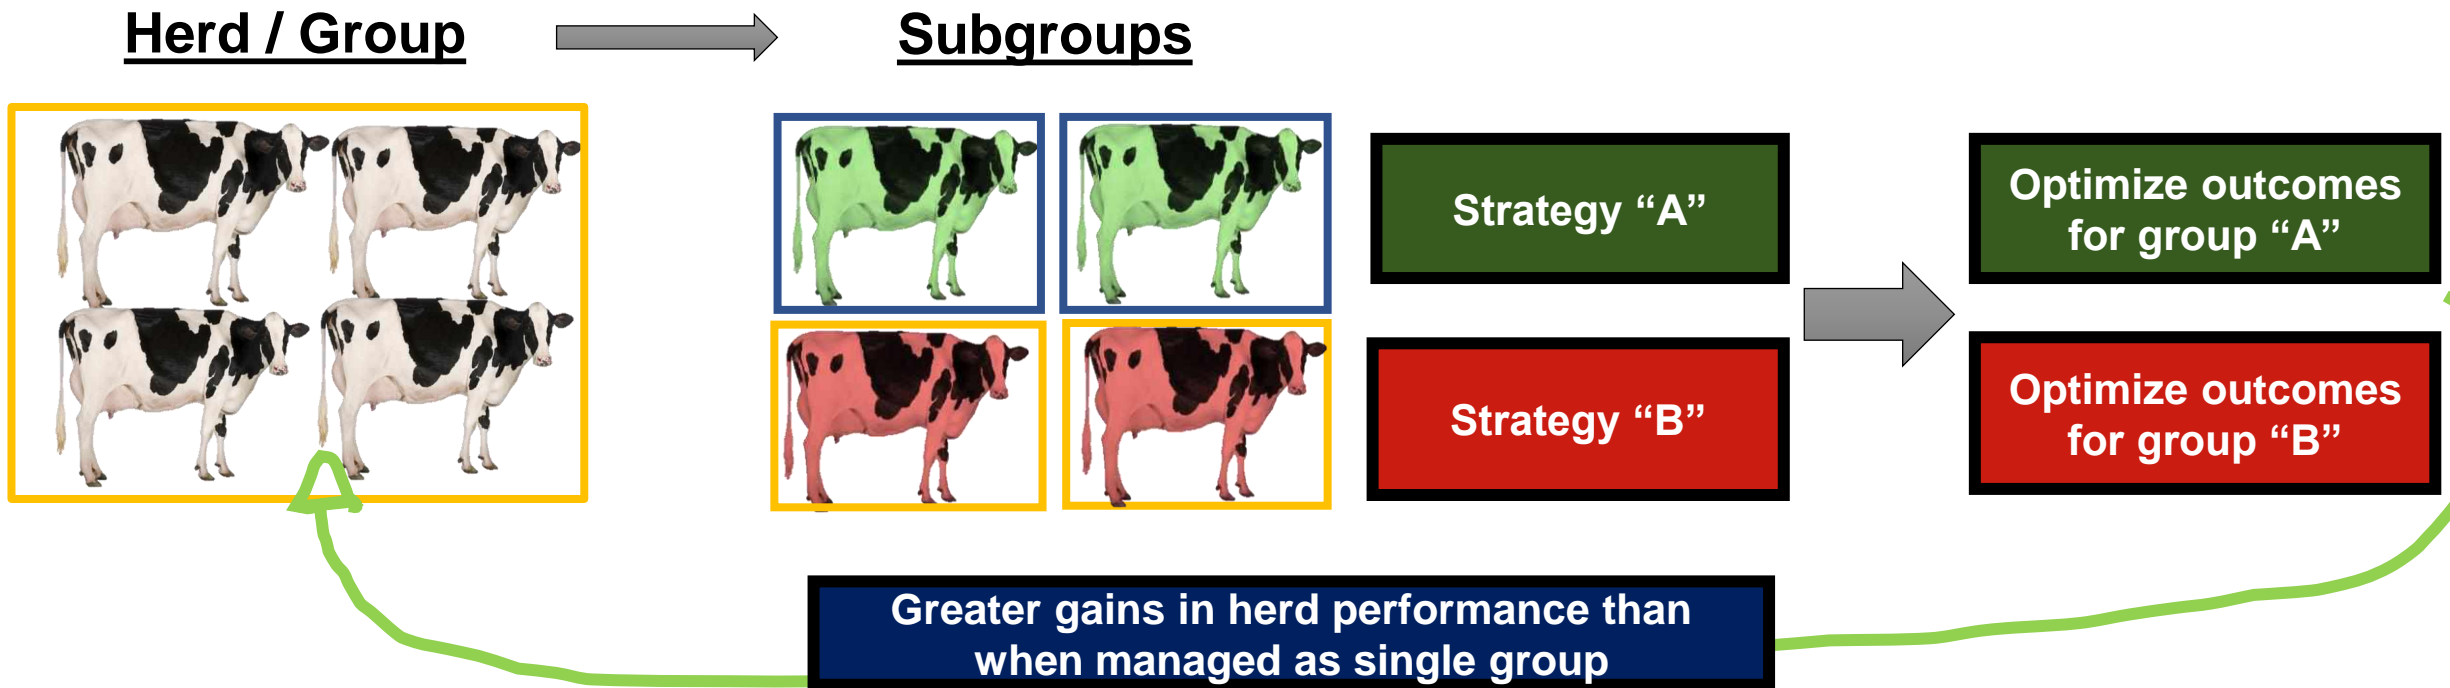 Herd / Group
Subgroups
Strategy “A”
Optimize outcomes
for group “A”
Strategy “B”
Optimize outcomes
for group “B”
Greater gains in herd performance than
when managed as single group